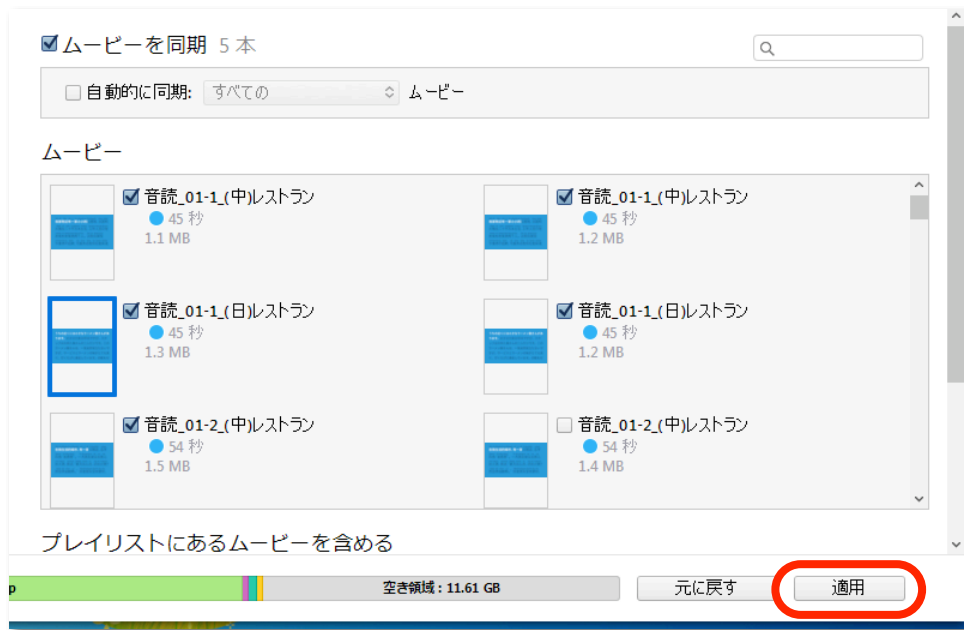 ムービーを同期 5 本
自動的に同期: すべての ムービー
ムービー
音読_01-1_(中)レストラン
45 秒
1.1 MB
音読_01-1_(中)レストラン
45 秒
1.2 MB
音読_01-1_(日)レストラン
45 秒
1.3 MB
音読_01-1_(日)レストラン
45 秒
1.2 MB
音読_01-2_(中)レストラン
54 秒
1.5 MB
音読_01-2_(中)レストラン
54 秒
1.4 MB
プレイリストにあるムービーを含める
p 空き領域 : 11.61 GB 元に戻す 適用